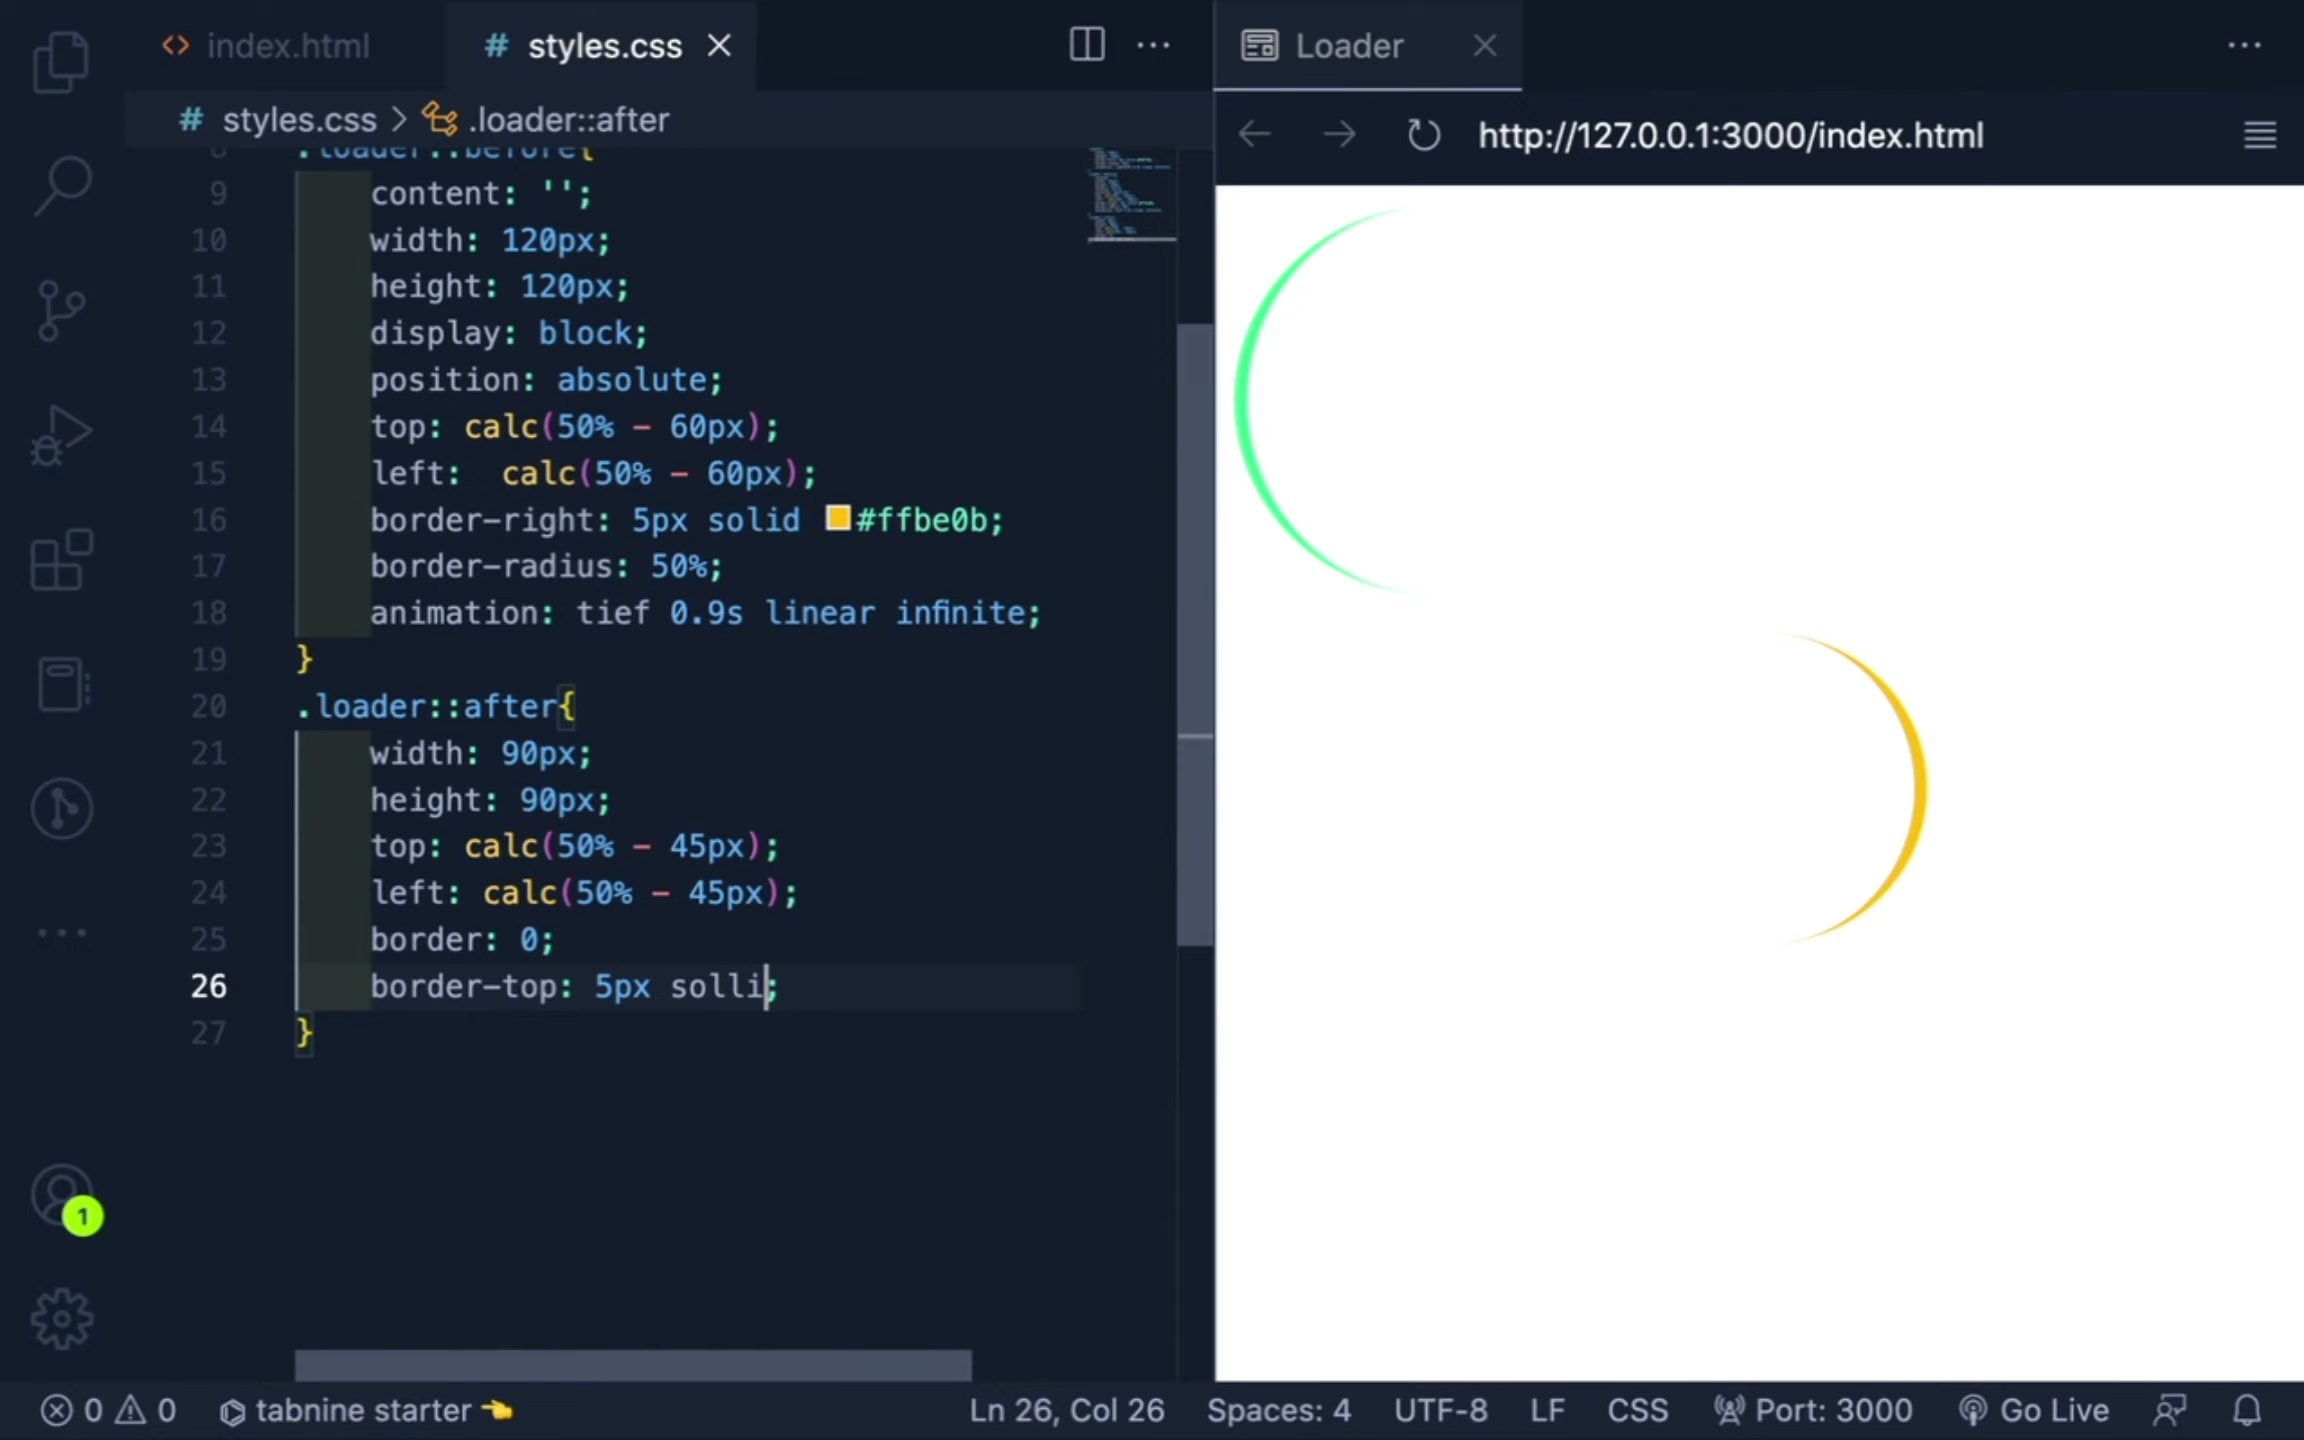 index.html
# styles.css
Loader
# styles.css > .loader::after
http://127.0.0.1:3000/index.html
8 .loader::before{
9 content: '';
10 width: 120px;
11 height: 120px;
12 display: block;
13 position: absolute;
14 top: calc(50% - 60px);
15 left:  calc(50% - 60px);
16 border-right: 5px solid #ffbe0b;
17 border-radius: 50%;
18 animation: tief 0.9s linear infinite;
19 }
20 .loader::after{
21 width: 90px;
22 height: 90px;
23 top: calc(50% - 45px);
24 left: calc(50% - 45px);
25 border: 0;
26 border-top: 5px solli;
27 }
1
0 0 tabnine starter Ln 26, Col 26 Spaces: 4 UTF-8 LF CSS Port: 3000 Go Live